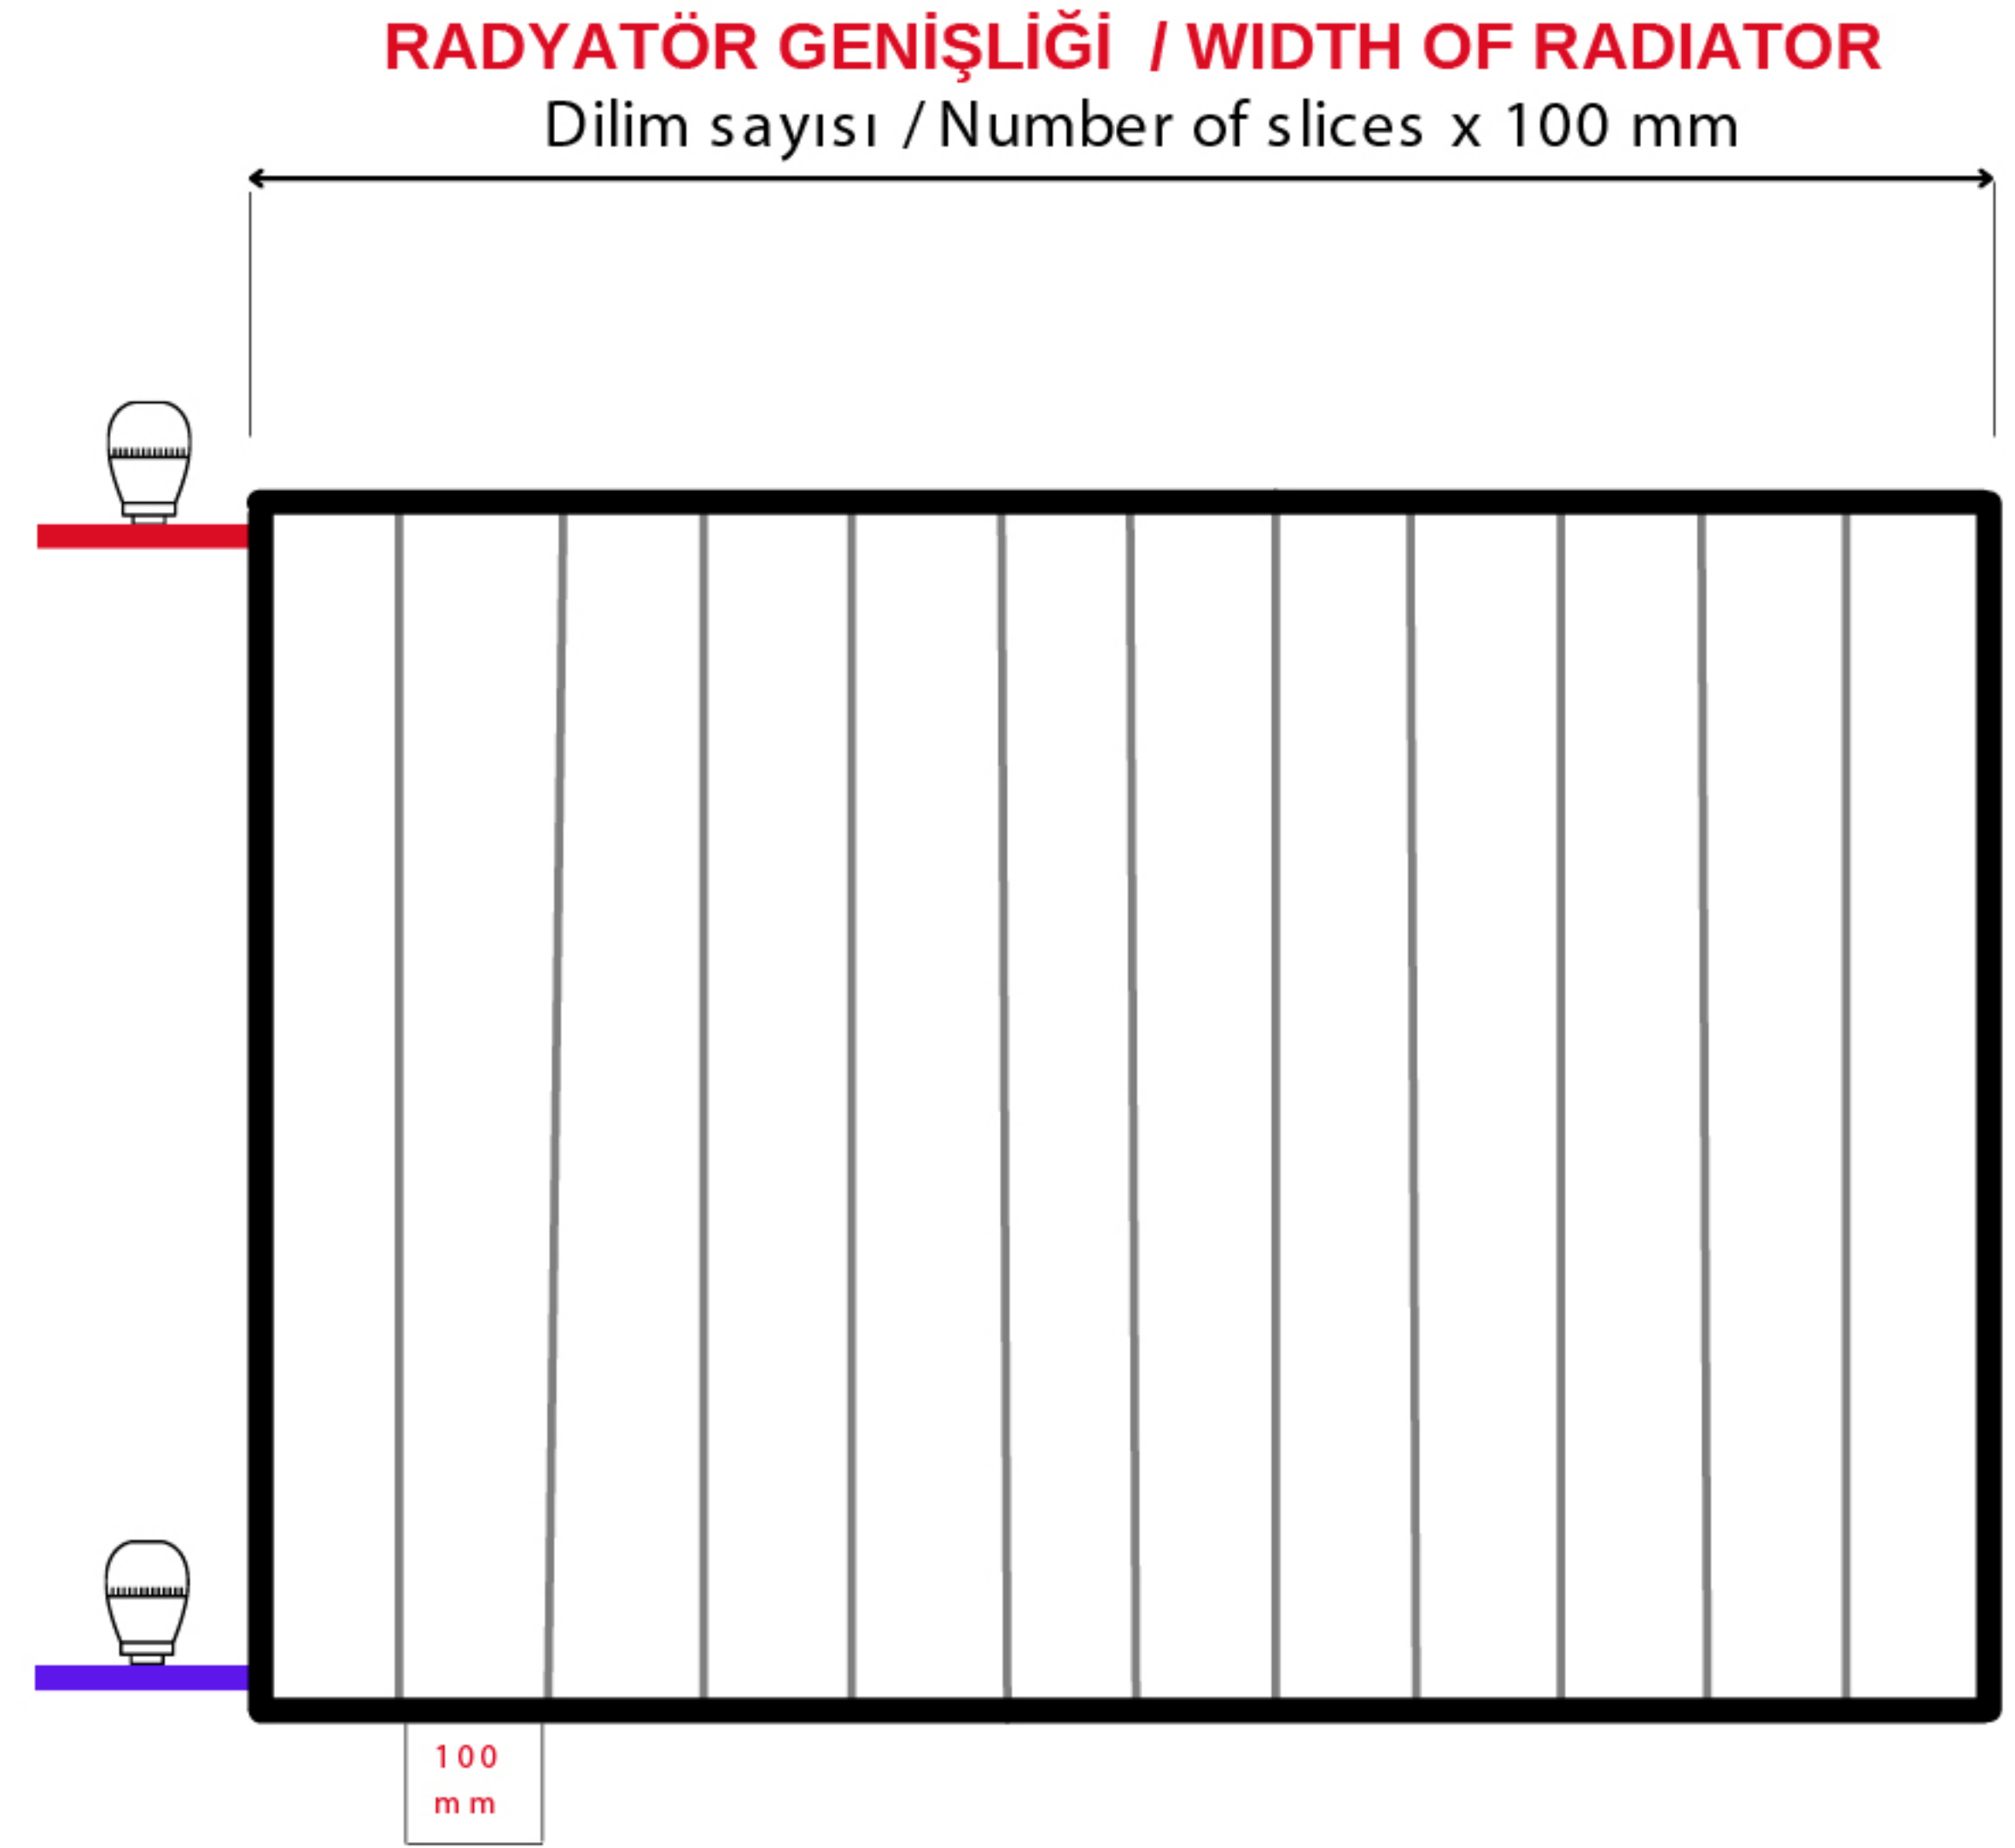 RADYATÖR GENİŞLİĞİ / WIDTH OF RADIATOR
Dilim sayısı / Number of slices x 100 mm
100
mm